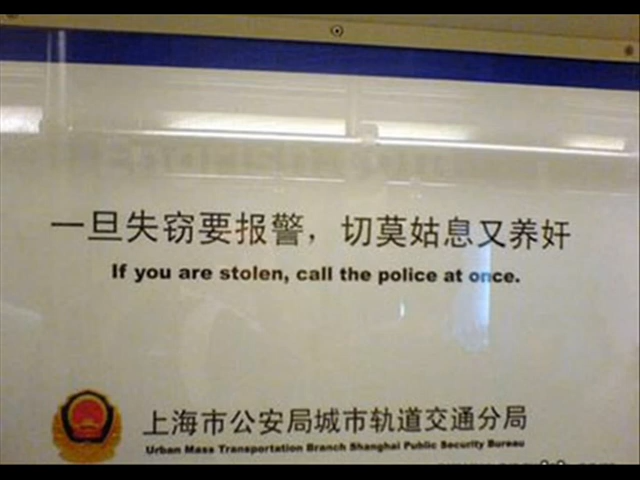 一旦失窃要报警，切莫姑息又养奸
If you are stolen, call the police at once.
上海市公安局城市轨道交通分局
Urban Mass Transportation Branch Shanghai Public Security Bureau